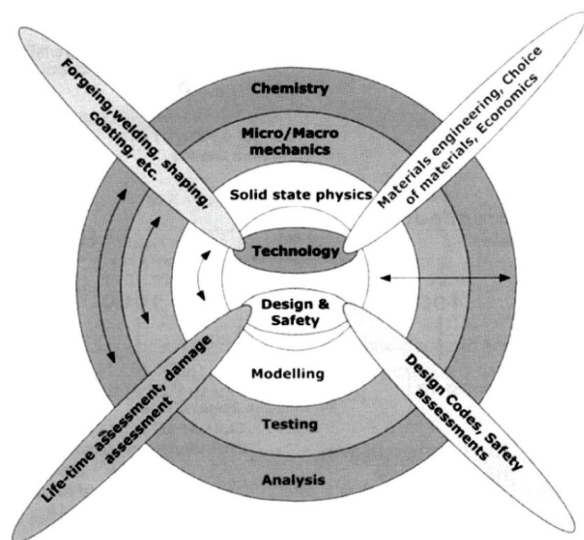 Forgeing,welding, shaping,
coating, etc.
Materials engineering, Choice
of materials, Economics
Chemistry
Micro/Macro
mechanics
Solid state physics
Technology
Design &
Safety
Modelling
Testing
Analysis
Life-time assessment, damage
assessment
Design Codes, Safety
assessments